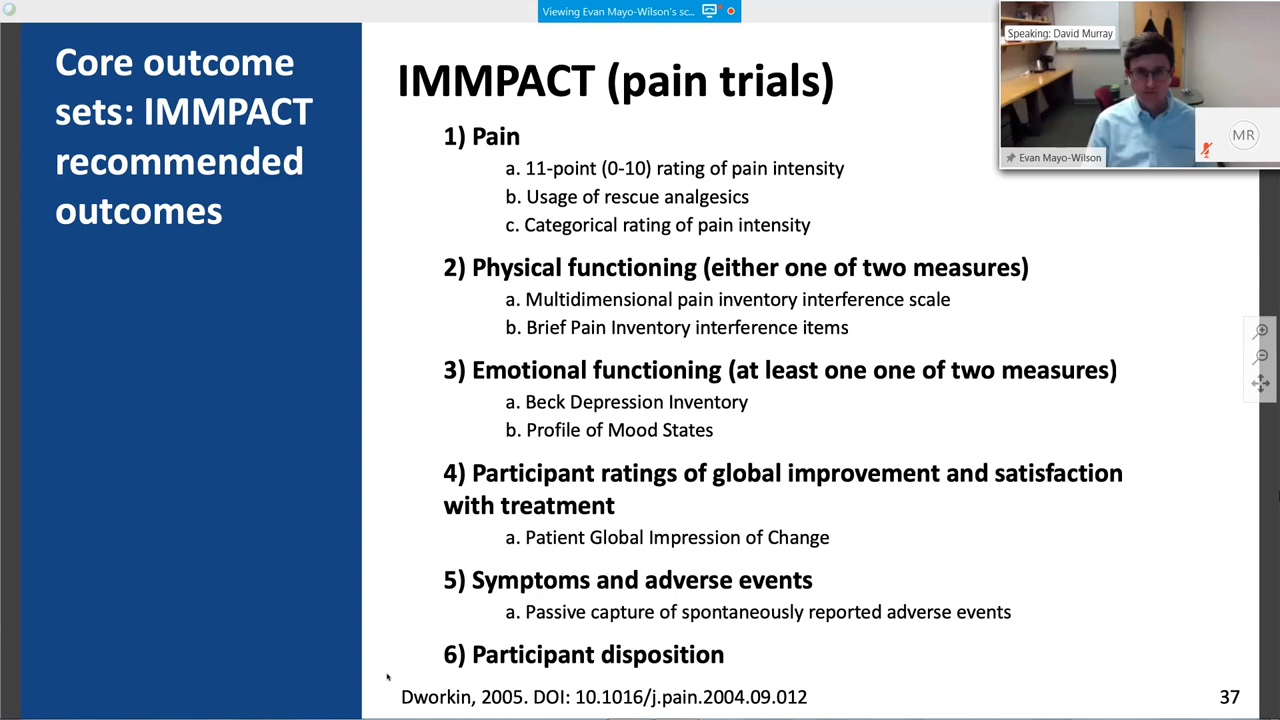 Viewing Evan Mayo-Wilson's sc...
Core outcome
sets: IMMPACT
recommended
outcomes
IMMPACT (pain trials)
1) Pain
a. 11-point (0-10) rating of pain intensity
b. Usage of rescue analgesics
c. Categorical rating of pain intensity
2) Physical functioning (either one of two measures)
a. Multidimensional pain inventory interference scale
b. Brief Pain Inventory interference items
3) Emotional functioning (at least one one of two measures)
a. Beck Depression Inventory
b. Profile of Mood States
4) Participant ratings of global improvement and satisfaction
with treatment
a. Patient Global Impression of Change
5) Symptoms and adverse events
a. Passive capture of spontaneously reported adverse events
6) Participant disposition
Dworkin, 2005. DOI: 10.1016/j.pain.2004.09.012
37
Speaking: David Murray
MR
Evan Mayo-Wilson